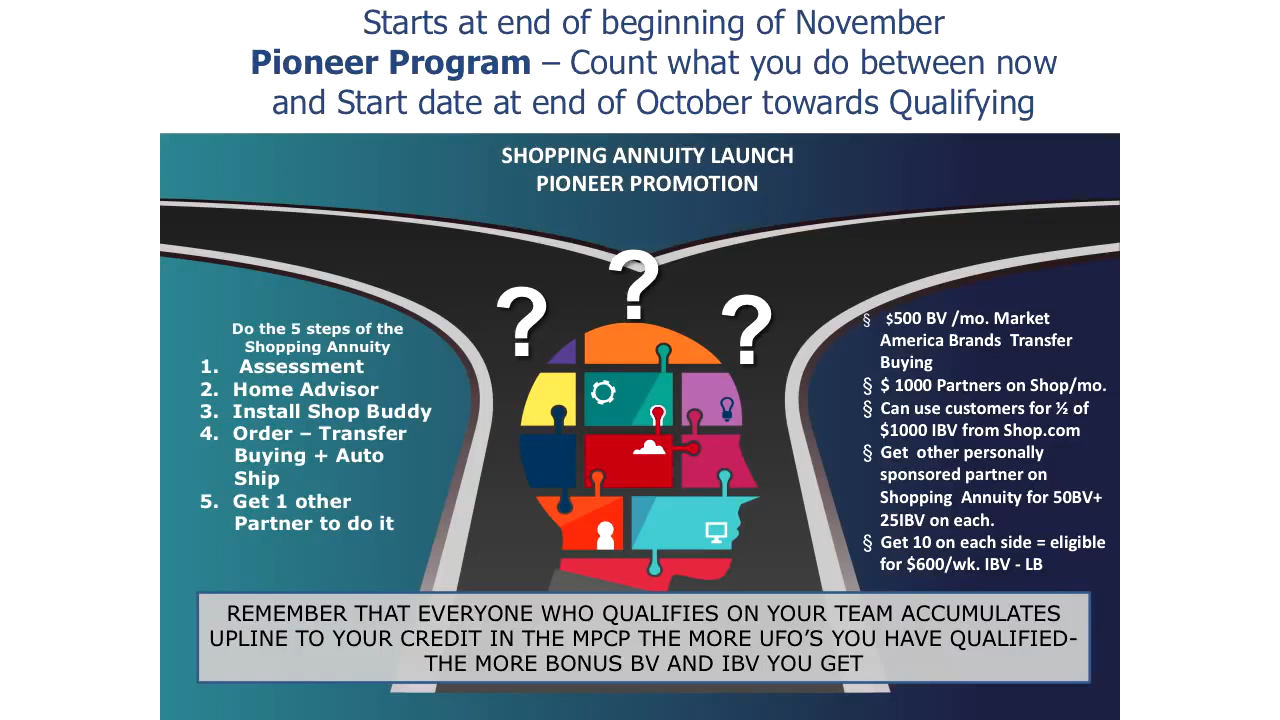 Starts at end of beginning of November
Pioneer Program – Count what you do between now
and Start date at end of October towards Qualifying
SHOPPING ANNUITY LAUNCH
PIONEER PROMOTION
? ? ?
Do the 5 steps of the
Shopping Annuity
1. Assessment
2. Home Advisor
3. Install Shop Buddy
4. Order – Transfer
Buying + Auto
Ship
5. Get 1 other
Partner to do it
§ $500 BV /mo. Market
America Brands Transfer
Buying
§ $ 1000 Partners on Shop/mo.
§ Can use customers for ½ of
$1000 IBV from Shop.com
§ Get other personally
sponsored partner on
Shopping Annuity for 50BV+
25IBV on each.
§ Get 10 on each side = eligible
for $600/wk. IBV - LB
REMEMBER THAT EVERYONE WHO QUALIFIES ON YOUR TEAM ACCUMULATES
UPLINE TO YOUR CREDIT IN THE MPCP THE MORE UFO’S YOU HAVE QUALIFIED-
THE MORE BONUS BV AND IBV YOU GET